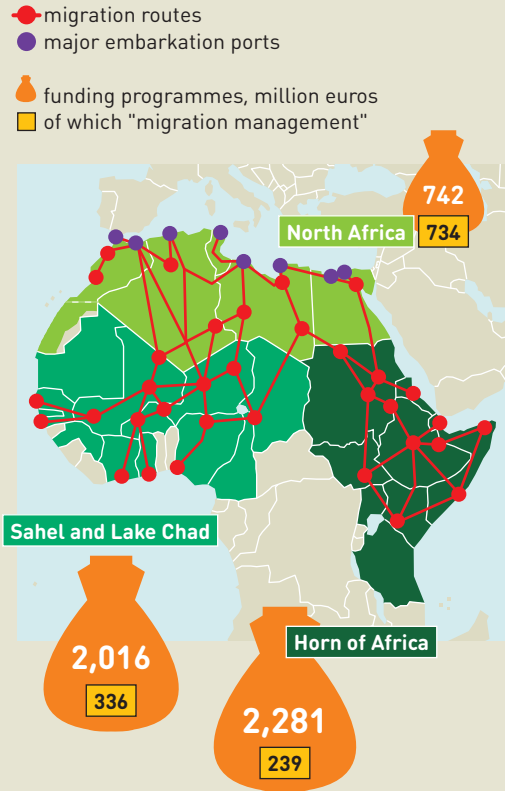 migration routes
major embarkation ports
funding programmes, million euros
of which "migration management"
742
North Africa
734
Sahel and Lake Chad
2,016
336
Horn of Africa
2,281
239